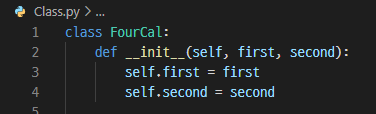 Class.py > ...
1 class FourCal:
2     def __init__(self, first, second):
3         self.first = first
4         self.second = second
5